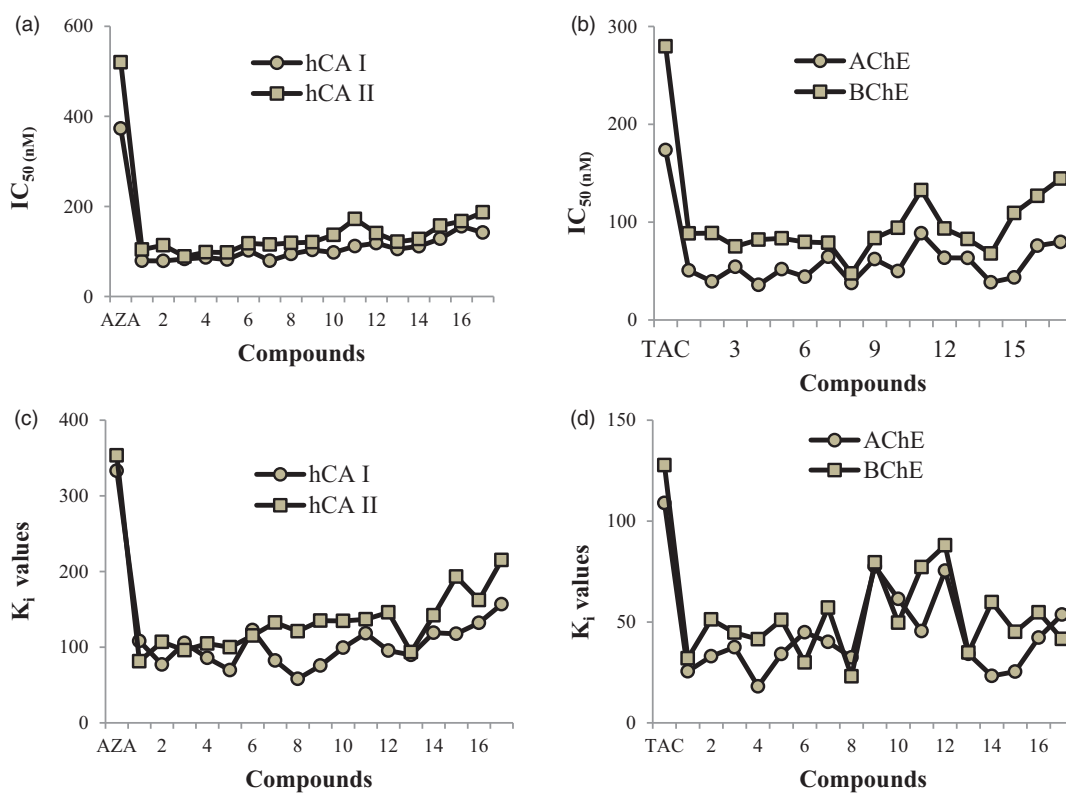 (a)
600
400
200
0
IC50 (nM)
hCA I
hCA II
AZA 2 4 6 8 10 12 14 16
Compounds
(b)
300
200
100
0
IC50 (nM)
AChE
BChE
TAC 3 6 9 12 15
Compounds
(c)
400
300
200
100
0
Ki values
hCA I
hCA II
AZA 2 4 6 8 10 12 14 16
Compounds
(d)
150
100
50
0
Ki values
AChE
BChE
TAC 2 4 6 8 10 12 14 16
Compounds